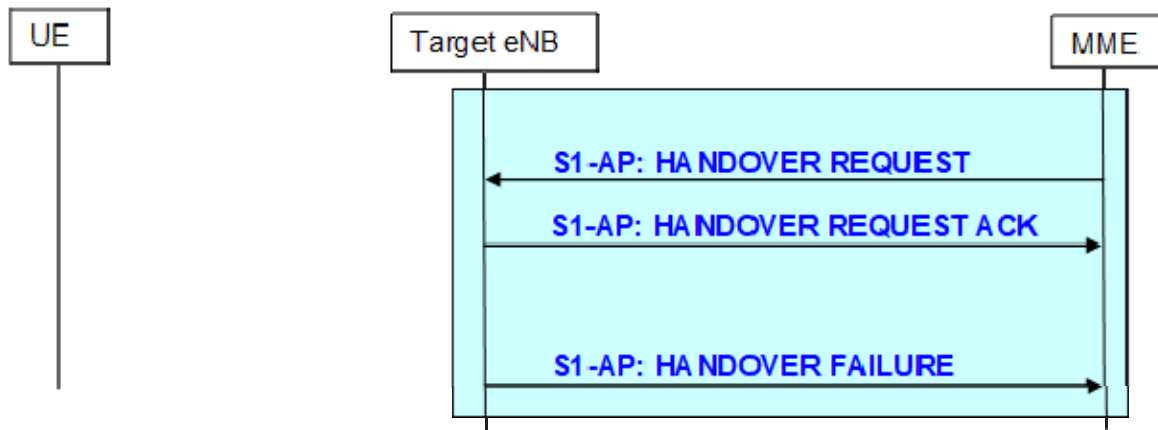 UE
Target eNB
MME
S1-AP: HANDOVER REQUEST
S1-AP: HANDOVER REQUEST ACK
S1-AP: HANDOVER FAILURE